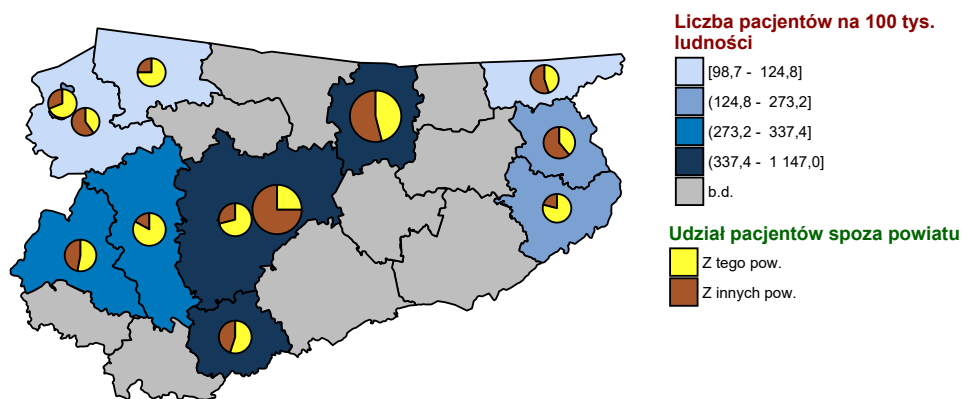 Liczba pacjentów na 100 tys.
ludności
[98,7 - 124,8]
(124,8 - 273,2]
(273,2 - 337,4]
(337,4 - 1 147,0]
b.d.
Udział pacjentów spoza powiatu
Z tego pow.
Z innych pow.